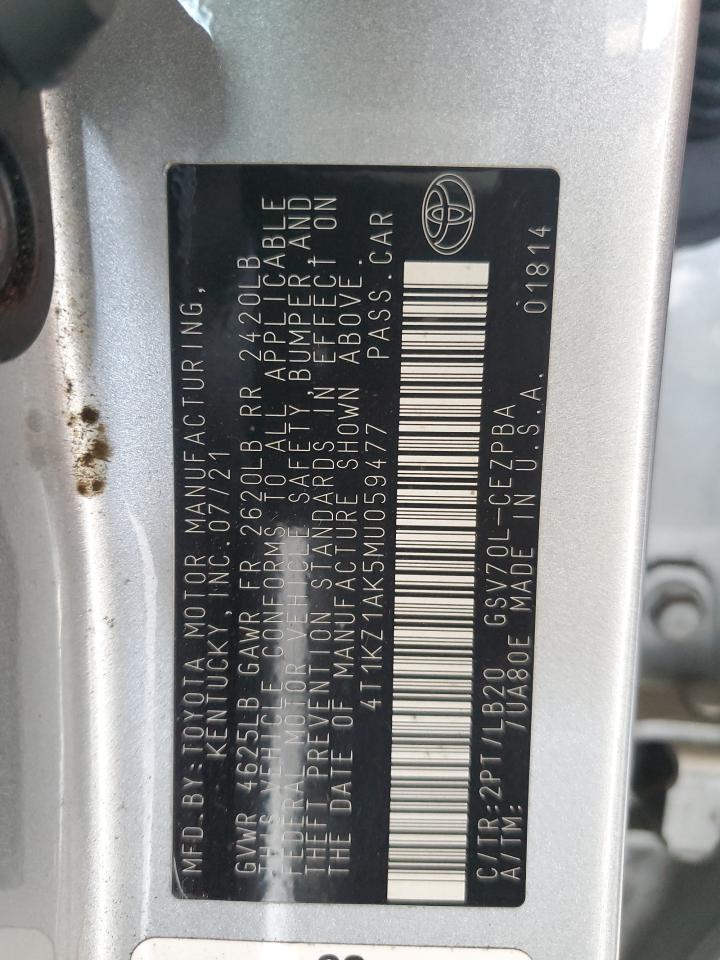 MFD.BY:TOYOTA MOTOR MANUFACTURING,
KENTUCKY,INC.07/21
GVWR 4625LB GAWR FR 2620LB RR 2420LB
THIS VEHICLE CONFORMS TO ALL APPLICABLE
FEDERAL MOTOR VEHICLE SAFETY, BUMPER,AND
THEFT PREVENTION STANDARDS IN EFFECT ON
THE DATE OF MANUFACTURE SHOWN ABOVE.
4T1KZ1AK5MU059477 PASS.CAR
C/TR:2PT/LB20 GSV70L-CEZPBA
A/TM: /UA80E MADE IN U.S.A. 01814